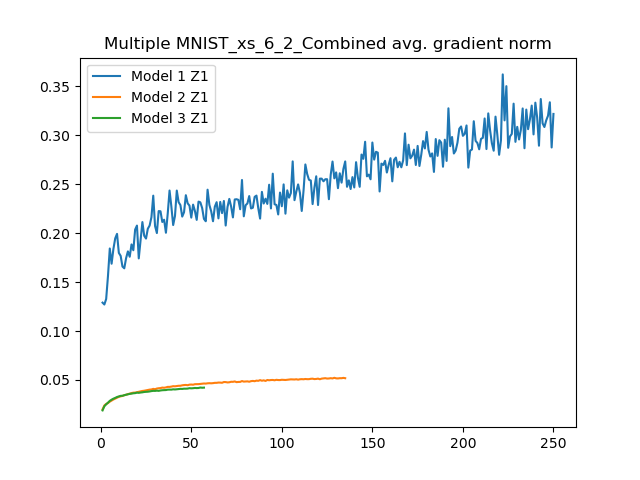 Multiple MNIST_xs_6_2_Combined avg. gradient norm
Model 1 Z1
Model 2 Z1
Model 3 Z1
0.35
0.30
0.25
0.20
0.15
0.10
0.05
0 50 100 150 200 250